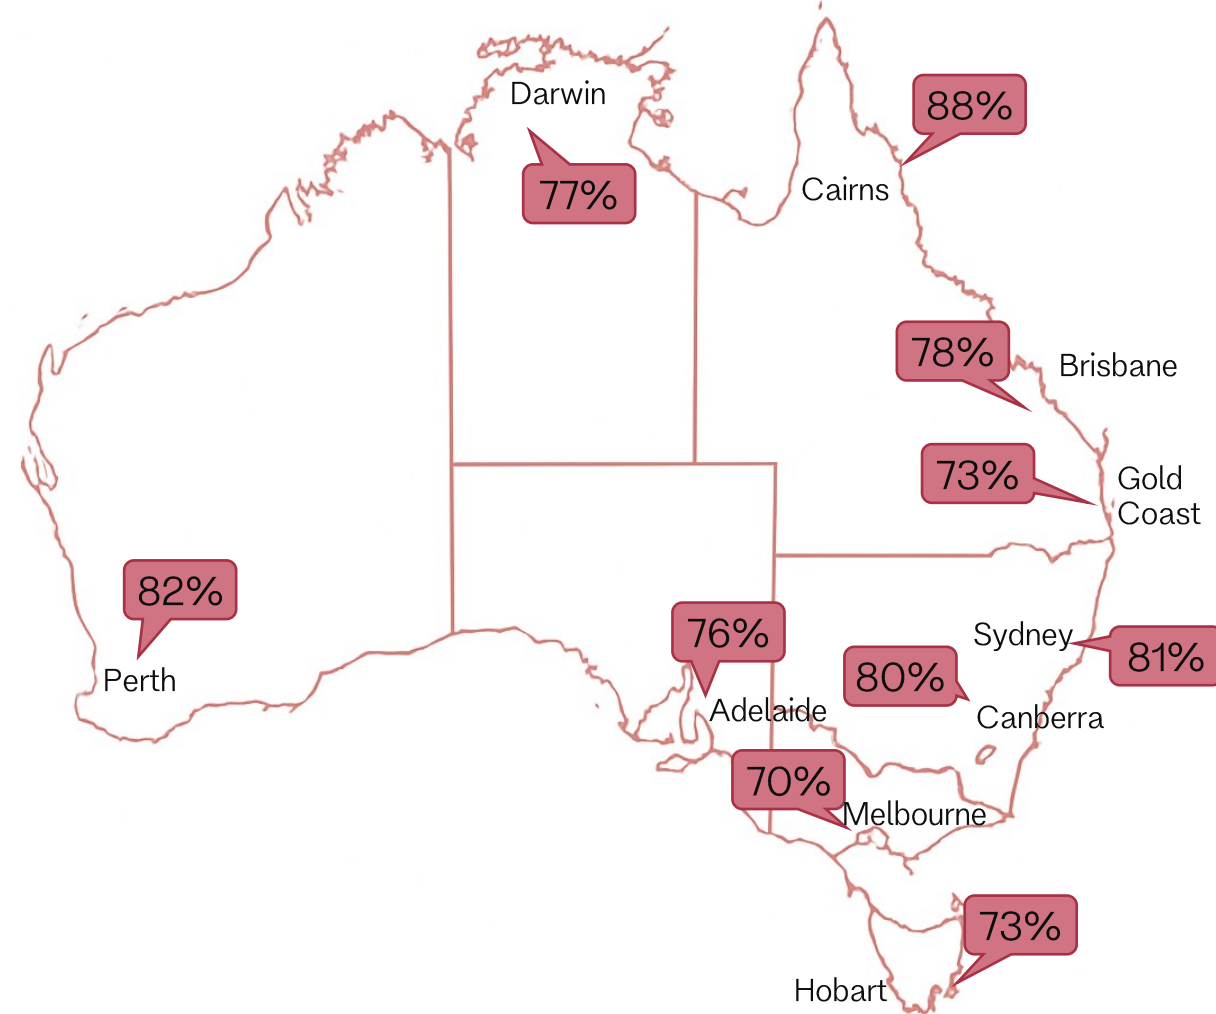 Darwin
88%
77%
Cairns
78%
Brisbane
73%
Gold
Coast
82%
76%
Sydney
81%
80%
Perth
Adelaide
Canberra
70%
Melbourne
73%
Hobart